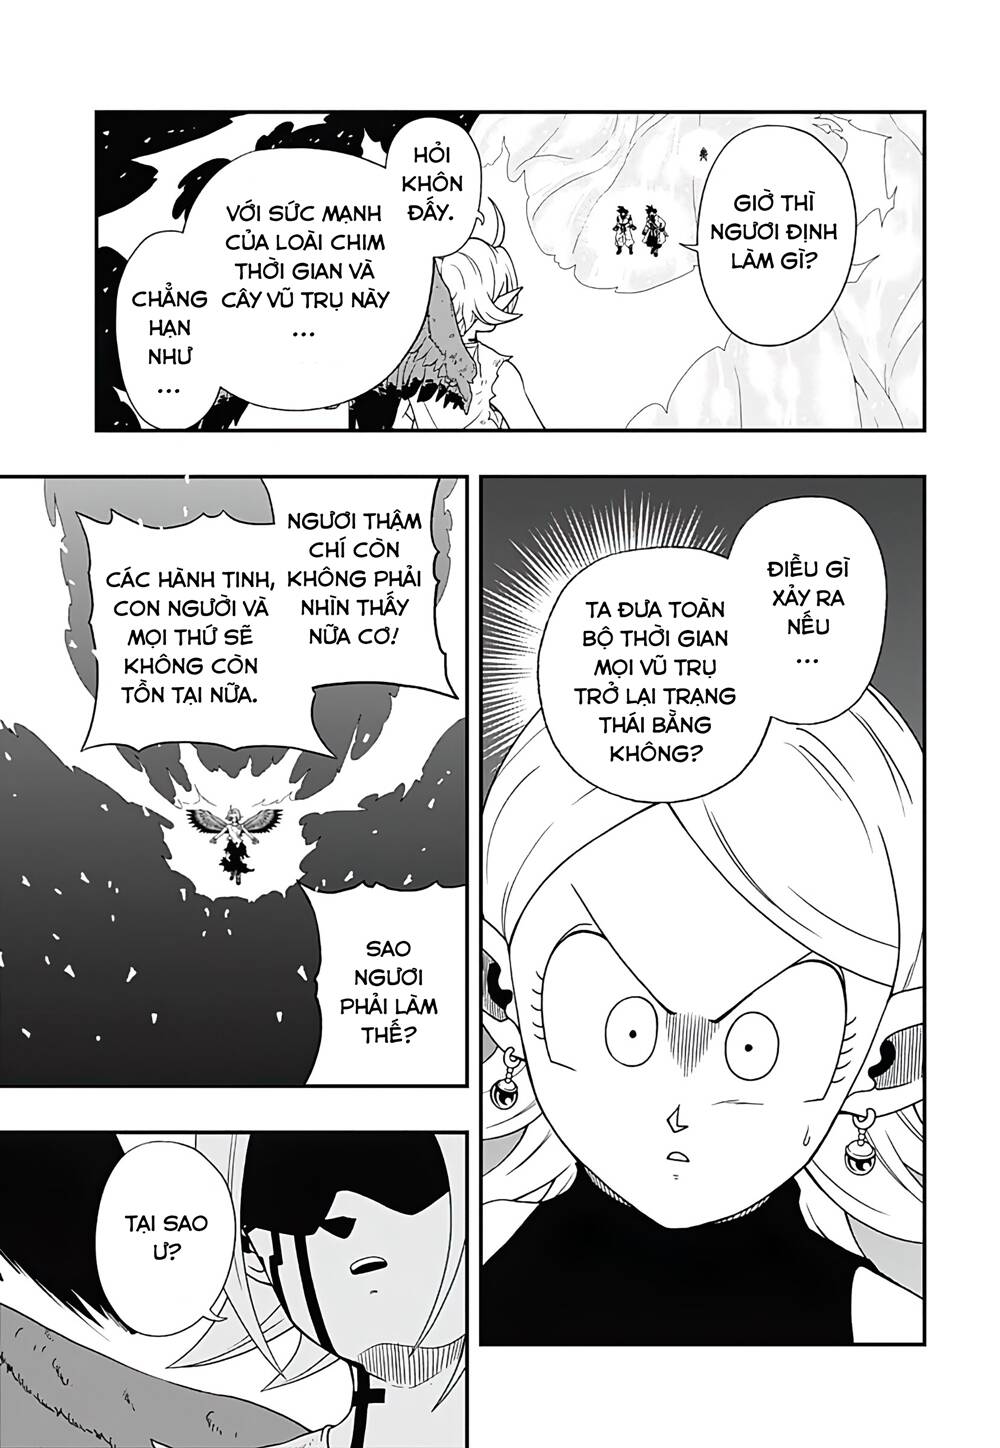 GIỜ THÌ
NGƯƠI ĐỊNH
LÀM GÌ?
HỎI
KHÔN
ĐẤY.
VỚI SỨC MẠNH
CỦA LOÀI CHIM
THỜI GIAN VÀ
CÂY VŨ TRỤ NÀY
...
CHẲNG
HẠN
NHƯ
...
ĐIỀU GÌ
XẢY RA
NẾU
...
TA ĐƯA TOÀN
BỘ THỜI GIAN
MỌI VŨ TRỤ
TRỞ LẠI TRẠNG
THÁI BẰNG
KHÔNG?
NGƯƠI THẬM
CHÍ CÒN
KHÔNG PHẢI
NHÌN THẤY
NỮA CƠ!
CÁC HÀNH TINH,
CON NGƯỜI VÀ
MỌI THỨ SẼ
KHÔNG CÒN
TỒN TẠI NỮA.
SAO
NGƯƠI
PHẢI LÀM
THẾ?
TẠI SAO
Ư?